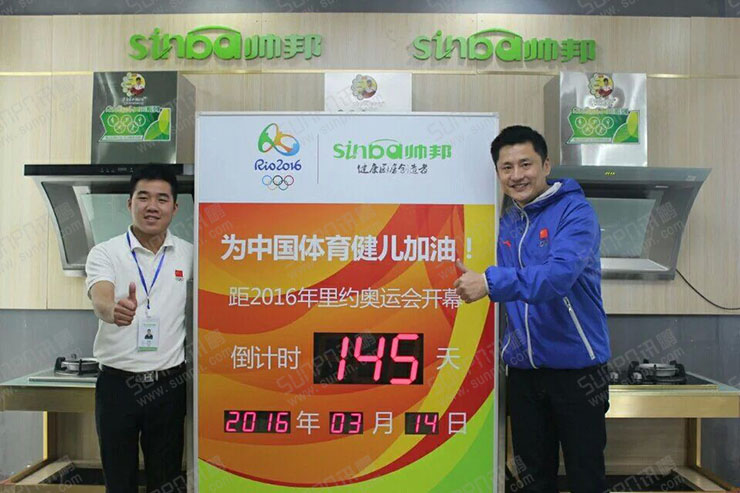 sinba帅邦
sinba帅邦
Rio2016
sinba帅邦
健康厨房创造者
为中国体育健儿加油！
距2016年里约奥运会开幕
倒计时 145 天
2016 年 03 月 14 日